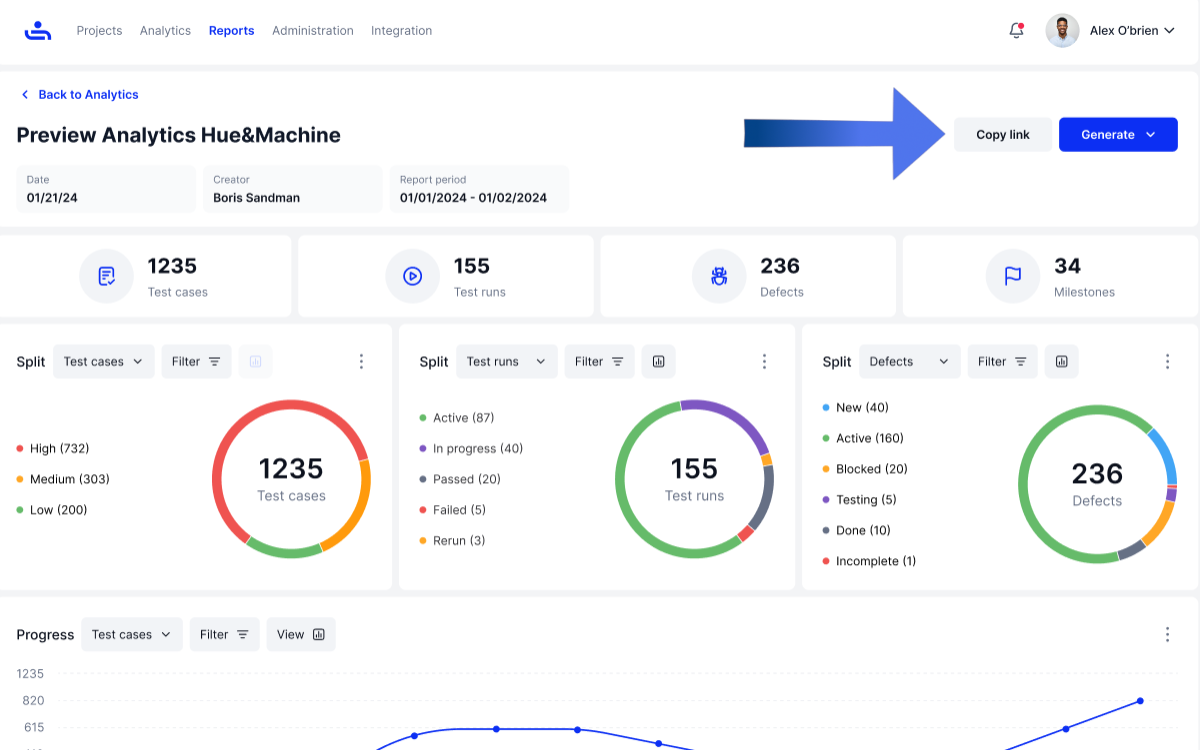 Projects Analytics Reports Administration Integration Alex O'brien
Back to Analytics
Preview Analytics Hue&Machine
Copy link Generate
Date Creator Report period
01/21/24 Boris Sandman 01/01/2024 - 01/02/2024
1235 155 236 34
Test cases Test runs Defects Milestones
Split Test cases Filter
High (732)
Medium (303)
Low (200)
1235
Test cases
Split Test runs Filter
Active (87)
In progress (40)
Passed (20)
Failed (5)
Rerun (3)
155
Test runs
Split Defects Filter
New (40)
Active (160)
Blocked (20)
Testing (5)
Done (10)
Incomplete (1)
236
Defects
Progress Test cases Filter View
1235
820
615